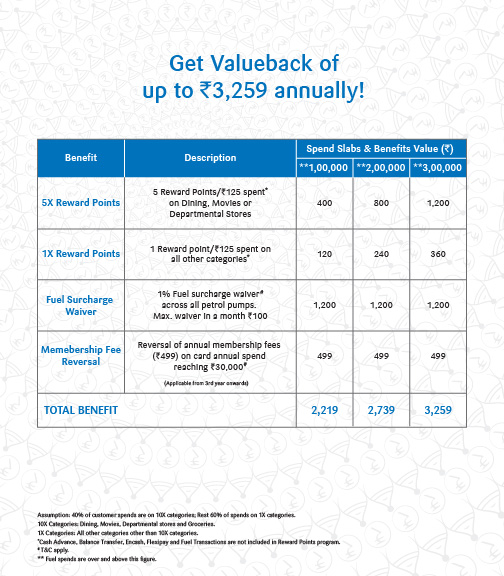 Get Valueback of
up to ₹3,259 annually!
Benefit
Description
Spend Slabs & Benefits Value (₹)
**1,00,000 **2,00,000 **3,00,000
5X Reward Points
5 Reward Points/₹125 spent*
on Dining, Movies or
Departmental Stores
400 800 1,200
1X Reward Points
1 Reward point/₹125 spent on
all other categories*
120 240 360
Fuel Surcharge
Waiver
1% Fuel surcharge waiver#
across all petrol pumps.
Max. waiver in a month ₹100
1,200 1,200 1,200
Memebership Fee
Reversal
Reversal of annual membership fees
(₹499) on card annual spend
reaching ₹30,000#
(Applicable from 3rd year onwards)
499 499 499
TOTAL BENEFIT 2,219 2,739 3,259
Assumption: 40% of customer spends are on 10X categories; Rest 60% of spends on 1X categories.
10X Categories: Dining, Movies, Departmental stores and Groceries.
1X Categories: All other categories other than 10X categories.
*Cash Advance, Balance Transfer, Encash, Flexipay and Fuel Transactions are not included in Reward Points program.
#T&C apply.
** Fuel spends are over and above this figure.